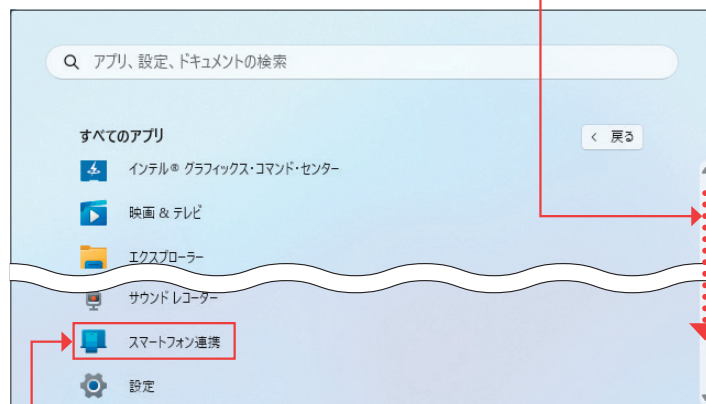 アプリ、設定、ドキュメントの検索
すべてのアプリ
< 戻る
インテル® グラフィックス・コマンド・センター
映画 & テレビ
エクスプローラー
サウンド レコーダー
スマートフォン連携
設定